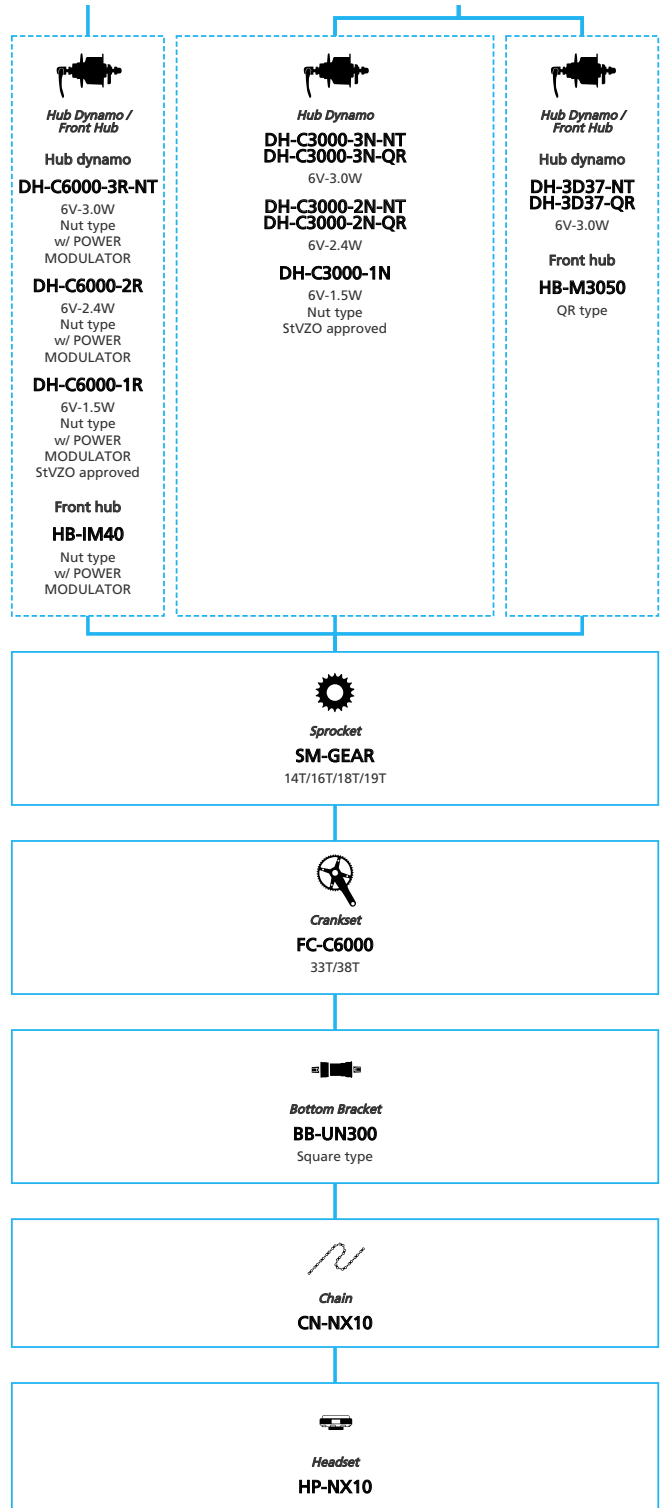 Hub Dynamo /
Front Hub
Hub dynamo
DH-C6000-3R-NT
6V-3.0W
Nut type
w/ POWER
MODULATOR
DH-C6000-2R
6V-2.4W
Nut type
w/ POWER
MODULATOR
DH-C6000-1R
6V-1.5W
Nut type
w/ POWER
MODULATOR
StVZO approved
Front hub
HB-IM40
Nut type
w/ POWER
MODULATOR
Hub Dynamo
DH-C3000-3N-NT
DH-C3000-3N-QR
6V-3.0W
DH-C3000-2N-NT
DH-C3000-2N-QR
6V-2.4W
DH-C3000-1N
6V-1.5W
Nut type
StVZO approved
Hub Dynamo /
Front Hub
Hub dynamo
DH-3D37-NT
DH-3D37-QR
6V-3.0W
Front hub
HB-M3050
QR type
Sprocket
SM-GEAR
14T/16T/18T/19T
Crankset
FC-C6000
33T/38T
Bottom Bracket
BB-UN300
Square type
Chain
CN-NX10
Headset
HP-NX10